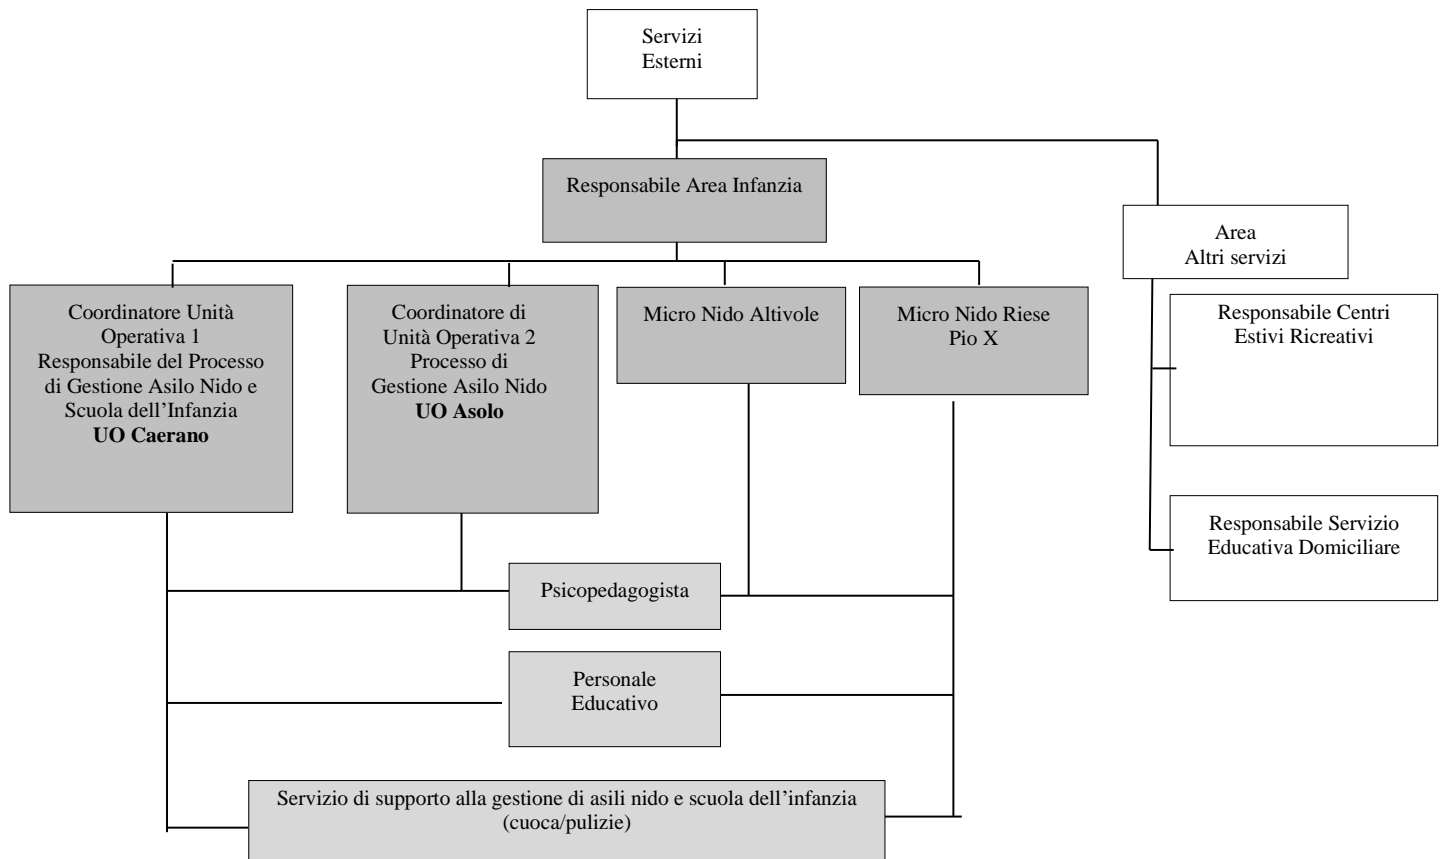 Servizi
Esterni
Responsabile Area Infanzia
Area
Altri servizi
Coordinatore Unità
Operativa 1
Responsabile del Processo
di Gestione Asilo Nido e
Scuola dell’Infanzia
UO Caerano
Coordinatore di
Unità Operativa 2
Processo di
Gestione Asilo Nido
UO Asolo
Micro Nido Altivole
Micro Nido Riese
Pio X
Responsabile Centri
Estivi Ricreativi
Responsabile Servizio
Educativa Domiciliare
Psicopedagogista
Personale
Educativo
Servizio di supporto alla gestione di asili nido e scuola dell’infanzia
(cuoca/pulizie)